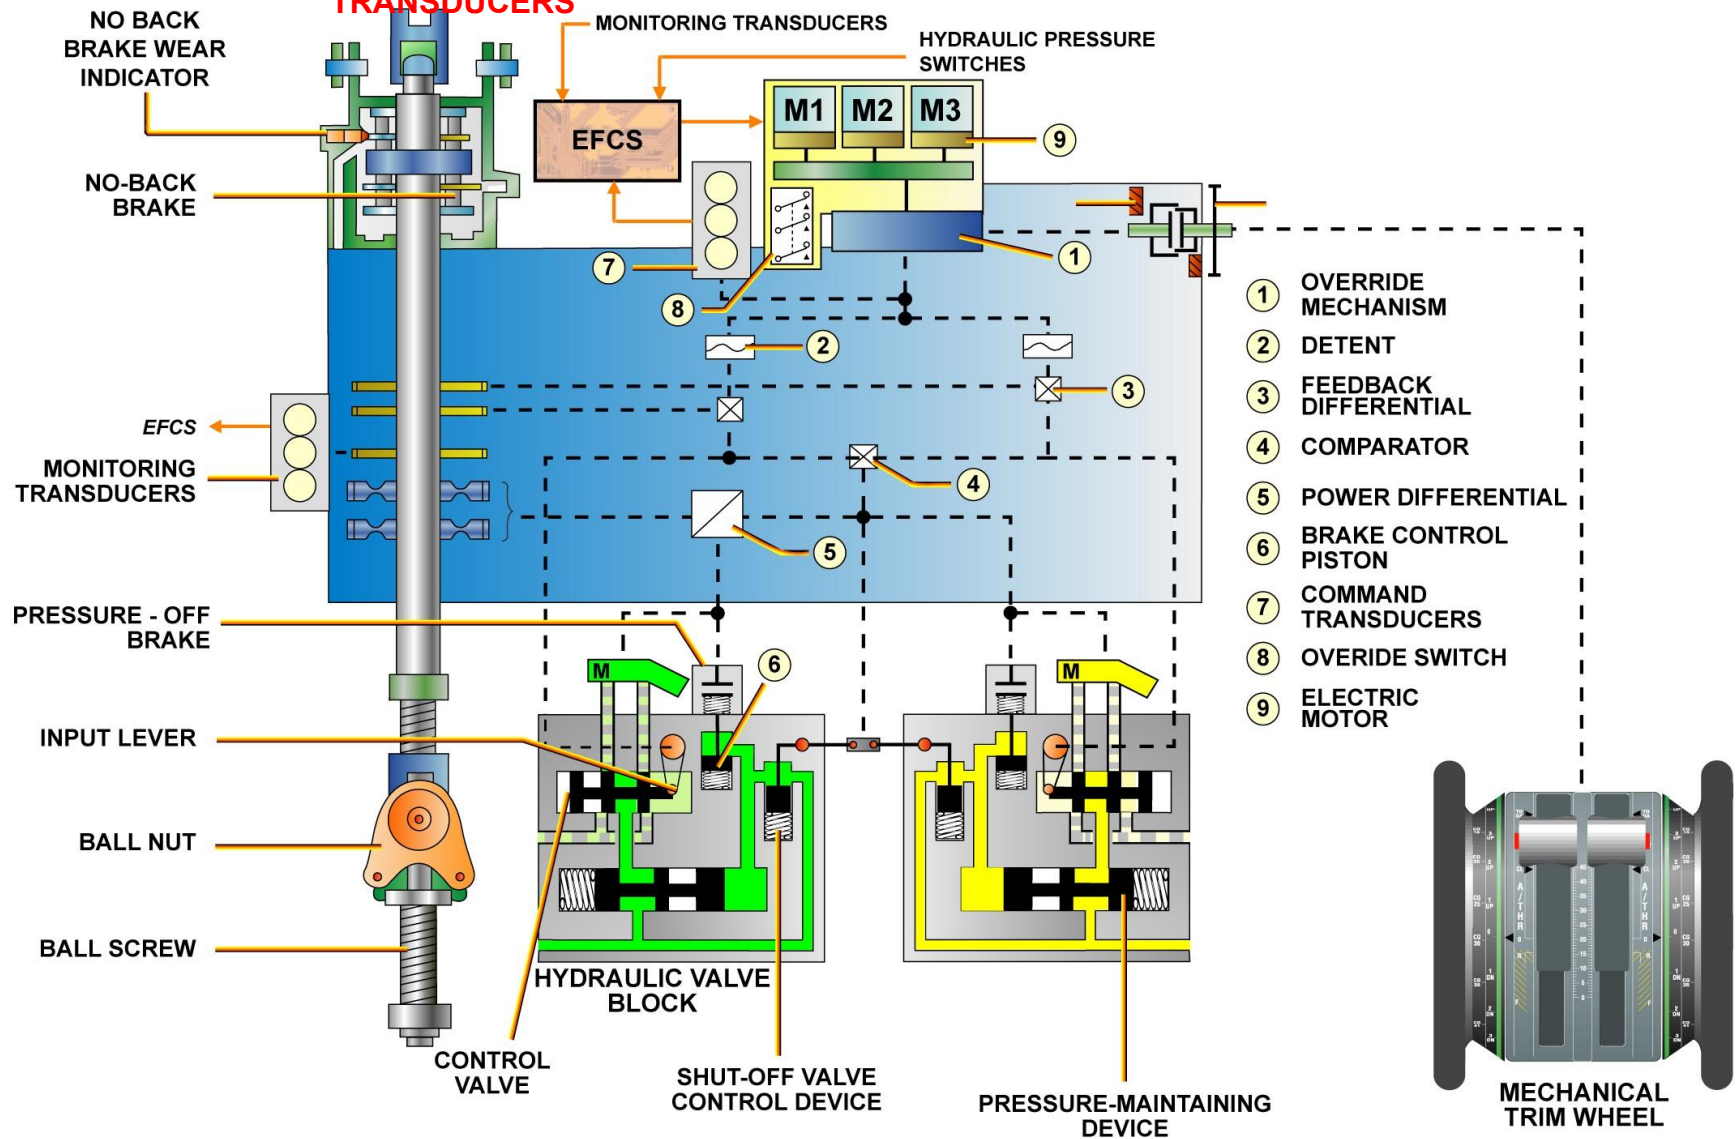 TRANSDUCERS
NO BACK
BRAKE WEAR
INDICATOR
MONITORING TRANSDUCERS
HYDRAULIC PRESSURE
SWITCHES
EFCS
M1
M2
M3
9
NO-BACK
BRAKE
7
8
1
2
3
4
5
EFCS
MONITORING
TRANSDUCERS
1 OVERRIDE
MECHANISM
2 DETENT
3 FEEDBACK
DIFFERENTIAL
4 COMPARATOR
5 POWER DIFFERENTIAL
6 BRAKE CONTROL
PISTON
7 COMMAND
TRANSDUCERS
8 OVERIDE SWITCH
9 ELECTRIC
MOTOR
PRESSURE - OFF
BRAKE
M
6
M
INPUT LEVER
BALL NUT
BALL SCREW
HYDRAULIC VALVE
BLOCK
CONTROL
VALVE
SHUT-OFF VALVE
CONTROL DEVICE
PRESSURE-MAINTAINING
DEVICE
A/THR
A/THR
MECHANICAL
TRIM WHEEL